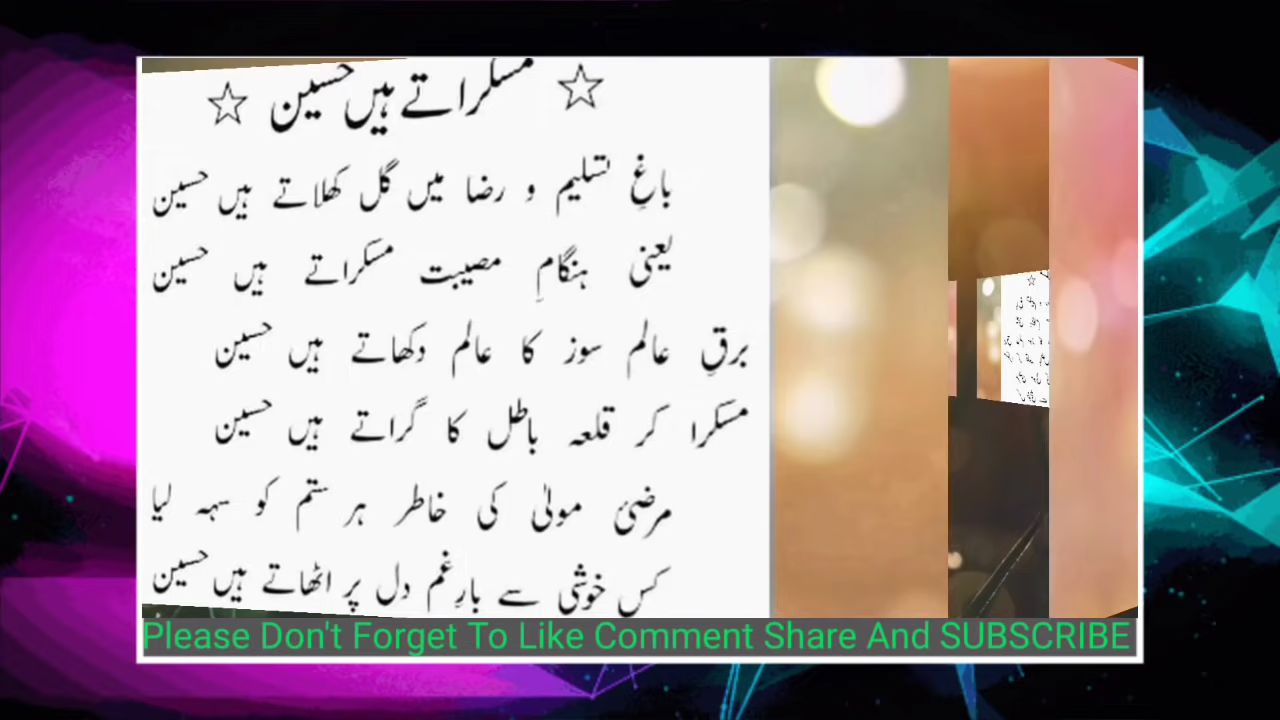 ☆ مسکراتے ہیں حسین ☆
باغِ تسلیم و رضا میں گل کھلاتے ہیں حسین
یعنی ہنگامِ مصیبت مسکراتے ہیں حسین
برقِ عالم سوز کا عالم دکھاتے ہیں حسین
مسکرا کر قلعہ باطل کا گراتے ہیں حسین
مرضیٔ مولیٰ کی خاطر ہر ستم کو سہہ لیا
کس خوشی سے بارِغم دل پر اٹھاتے ہیں حسین
Please Don't Forget To Like Comment Share And SUBSCRIBE